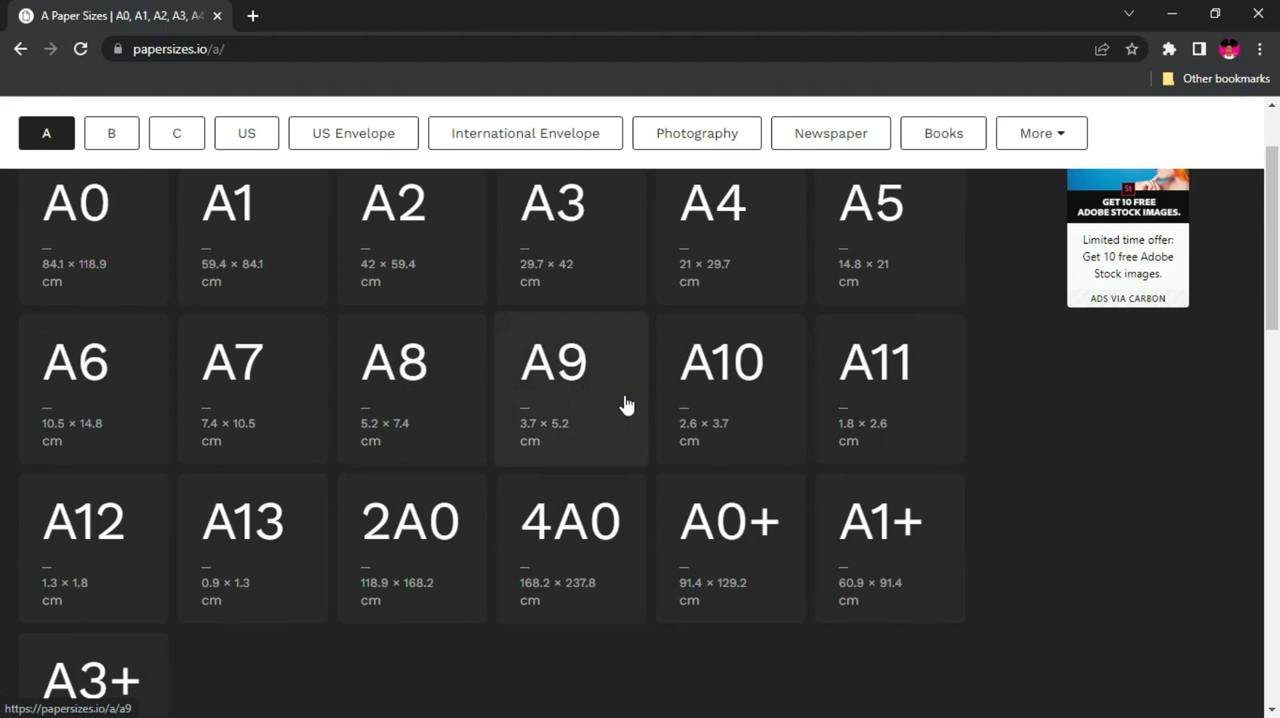 A Paper Sizes | A0, A1, A2, A3, A4
papersizes.io/a/
Other bookmarks
A B C US US Envelope International Envelope Photography Newspaper Books More
A0 A1 A2 A3 A4 A5
— — — — — —
84.1 × 118.9 59.4 × 84.1 42 × 59.4 29.7 × 42 21 × 29.7 14.8 × 21
cm cm cm cm cm cm
St
GET 10 FREE
ADOBE STOCK IMAGES.
Limited time offer:
Get 10 free Adobe
Stock images.
ADS VIA CARBON
A6 A7 A8 A9 A10 A11
— — — — — —
10.5 × 14.8 7.4 × 10.5 5.2 × 7.4 3.7 × 5.2 2.6 × 3.7 1.8 × 2.6
cm cm cm cm cm cm
A12 A13 2A0 4A0 A0+ A1+
— — — — — —
1.3 × 1.8 0.9 × 1.3 118.9 × 168.2 168.2 × 237.8 91.4 × 129.2 60.9 × 91.4
cm cm cm cm cm cm
A3+
https://papersizes.io/a/a9